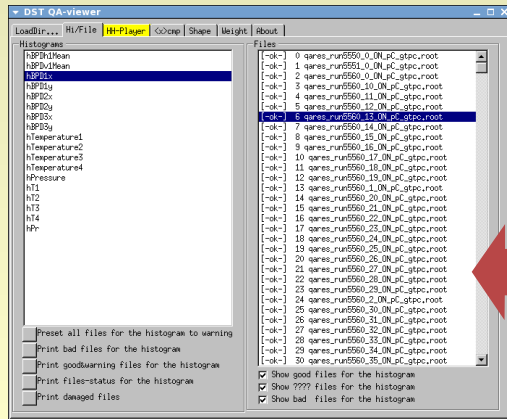 DST QA-viewer
LoadDir... Hi/File HH-Player <x>cmp Shape Weight About
Histograms
hBPDh1Mean
hBPDv1Mean
hBPD1x
hBPD1y
hBPD2x
hBPD2y
hBPD3x
hBPD3y
hTemperature1
hTemperature2
hTemperature3
hTemperature4
hPressure
hT1
hT2
hT3
hT4
hPr
Preset all files for the histogram to warning
Print bad files for the histogram
Print good&warning files for the histogram
Print files-status for the histogram
Print damaged files
Files
[-ok-] 0 qares_run5550_0_ON_pC_gtpc.root
[-ok-] 1 qares_run5551_0_ON_pC_gtpc.root
[-ok-] 2 qares_run5560_0_ON_pC_gtpc.root
[-ok-] 3 qares_run5560_10_ON_pC_gtpc.root
[-ok-] 4 qares_run5560_11_ON_pC_gtpc.root
[-ok-] 5 qares_run5560_12_ON_pC_gtpc.root
[-ok-] 6 qares_run5560_13_ON_pC_gtpc.root
[-ok-] 7 qares_run5560_14_ON_pC_gtpc.root
[-ok-] 8 qares_run5560_15_ON_pC_gtpc.root
[-ok-] 9 qares_run5560_16_ON_pC_gtpc.root
[-ok-] 10 qares_run5560_17_ON_pC_gtpc.root
[-ok-] 11 qares_run5560_18_ON_pC_gtpc.root
[-ok-] 12 qares_run5560_19_ON_pC_gtpc.root
[-ok-] 13 qares_run5560_1_ON_pC_gtpc.root
[-ok-] 14 qares_run5560_20_ON_pC_gtpc.root
[-ok-] 15 qares_run5560_21_ON_pC_gtpc.root
[-ok-] 16 qares_run5560_22_ON_pC_gtpc.root
[-ok-] 17 qares_run5560_23_ON_pC_gtpc.root
[-ok-] 18 qares_run5560_24_ON_pC_gtpc.root
[-ok-] 19 qares_run5560_25_ON_pC_gtpc.root
[-ok-] 20 qares_run5560_26_ON_pC_gtpc.root
[-ok-] 21 qares_run5560_27_ON_pC_gtpc.root
[-ok-] 22 qares_run5560_28_ON_pC_gtpc.root
[-ok-] 23 qares_run5560_29_ON_pC_gtpc.root
[-ok-] 24 qares_run5560_2_ON_pC_gtpc.root
[-ok-] 25 qares_run5560_30_ON_pC_gtpc.root
[-ok-] 26 qares_run5560_31_ON_pC_gtpc.root
[-ok-] 27 qares_run5560_32_ON_pC_gtpc.root
[-ok-] 28 qares_run5560_33_ON_pC_gtpc.root
[-ok-] 29 qares_run5560_34_ON_pC_gtpc.root
[-ok-] 30 qares_run5560_35_ON_pC_gtpc.root
Show good files for the histogram
Show ???? files for the histogram
Show bad files for the histogram